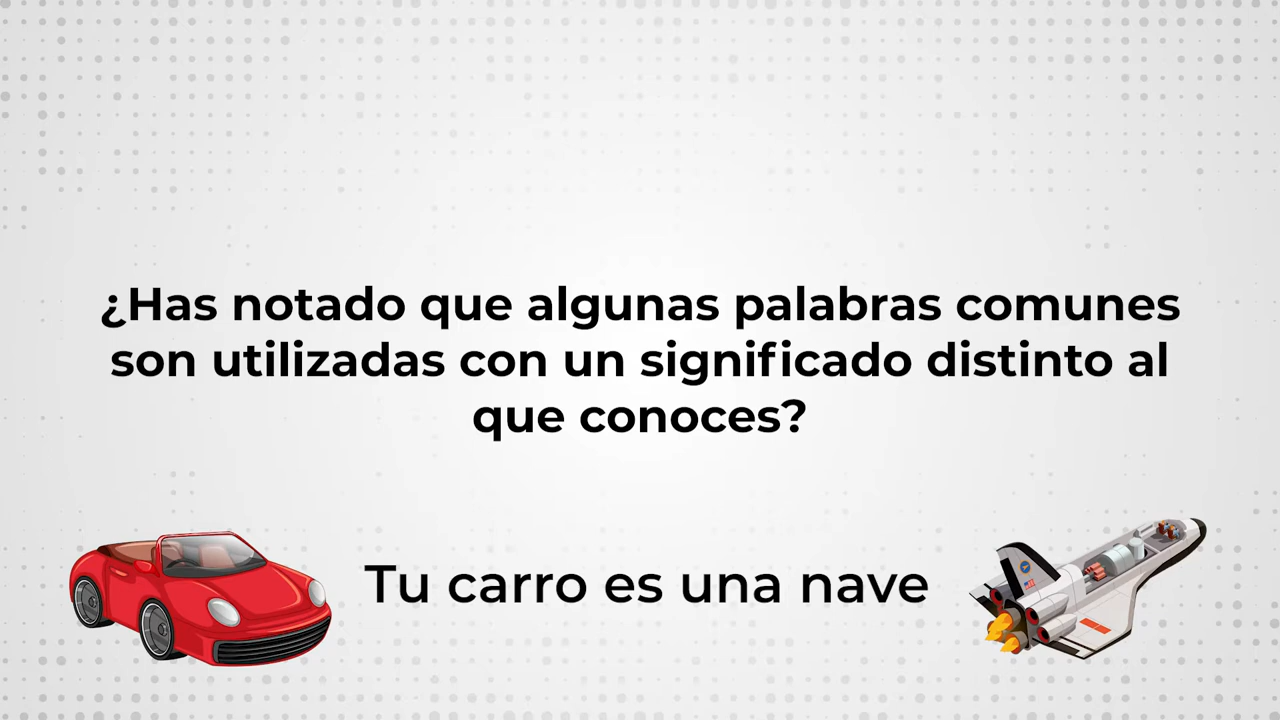 ¿Has notado que algunas palabras comunes
son utilizadas con un significado distinto al
que conoces?
Tu carro es una nave